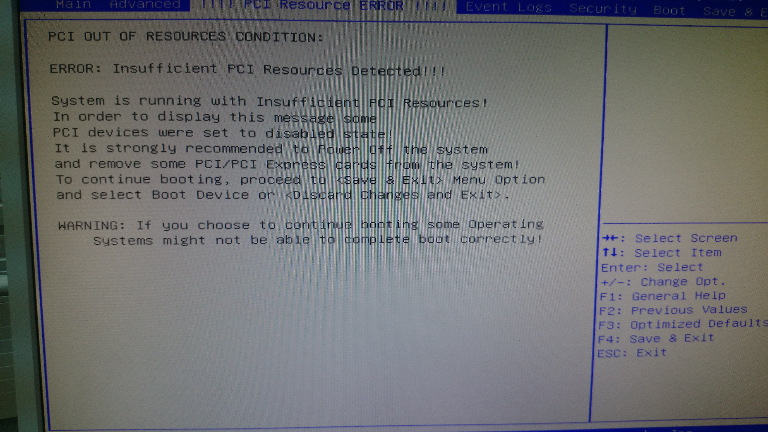 Main Advanced !!!! PCI Resource ERROR !!!! Event Logs Security Boot Save & E
PCI OUT OF RESOURCES CONDITION:
ERROR: Insufficient PCI Resources Detected!!!
System is running with Insufficient PCI Resources!
In order to display this message some
PCI devices were set to disabled state!
It is strongly recommended to Power Off the system
and remove some PCI/PCI Express cards from the system!
To continue booting, proceed to <Save & Exit> Menu Option
and select Boot Device or <Discard Changes and Exit>.
WARNING: If you choose to continue booting some Operating
Systems might not be able to complete boot correctly!
→←: Select Screen
↑↓: Select Item
Enter: Select
+/-: Change Opt.
F1: General Help
F2: Previous Values
F3: Optimized Defaults
F4: Save & Exit
ESC: Exit